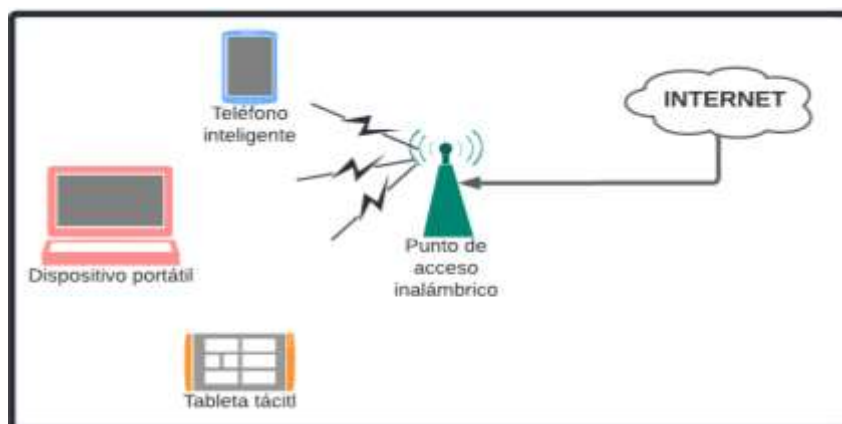 Teléfono
inteligente
INTERNET
Dispositivo portátil
Punto de
acceso
inalámbrico
Tableta tácitl